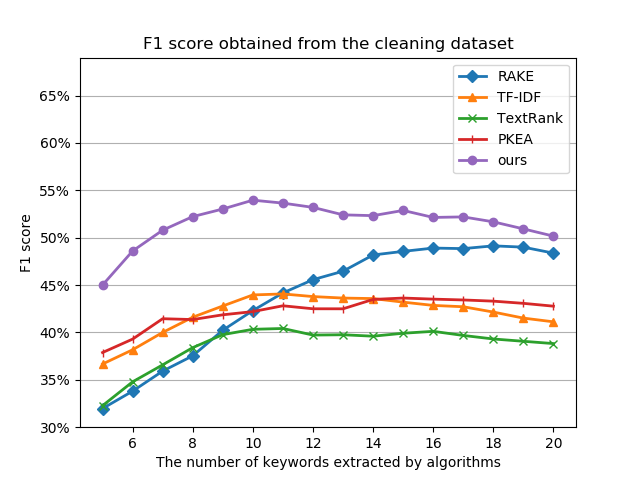 F1 score obtained from the cleaning dataset
RAKE
TF-IDF
TextRank
PKEA
ours
65%
60%
55%
50%
45%
40%
35%
30%
F1 score
6 8 10 12 14 16 18 20
The number of keywords extracted by algorithms